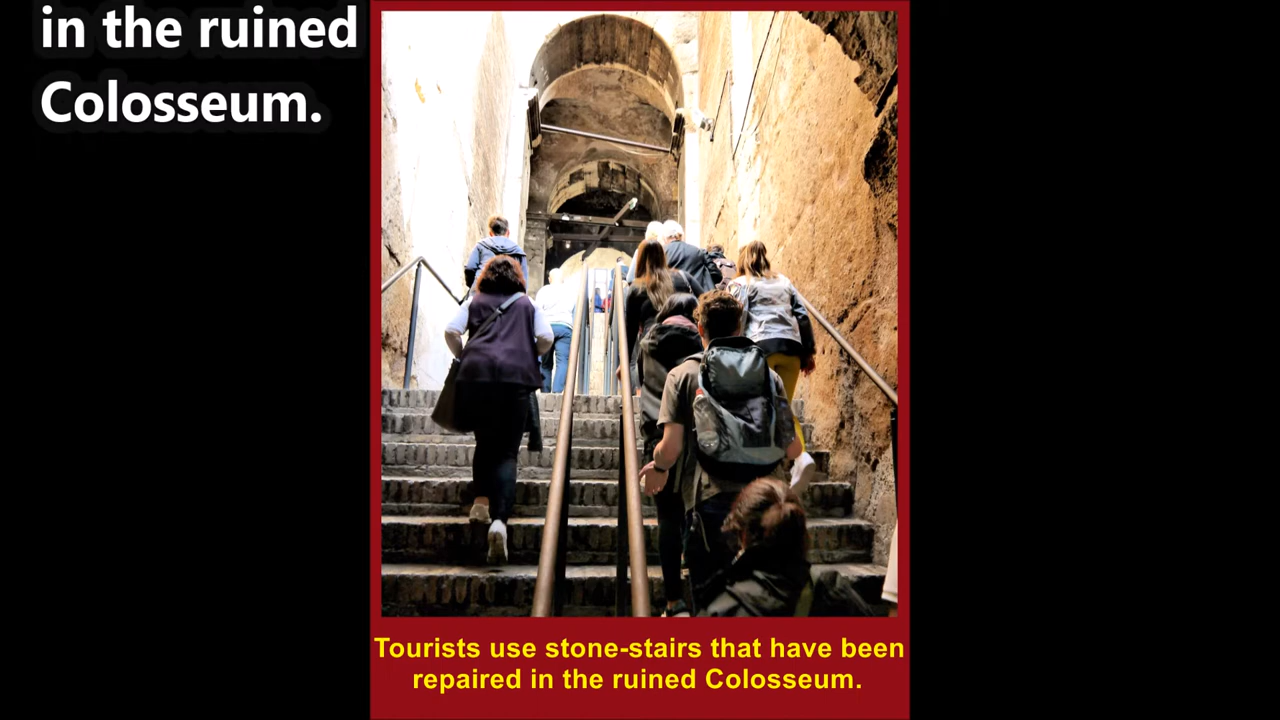 in the ruined
Colosseum.
Tourists use stone-stairs that have been
repaired in the ruined Colosseum.